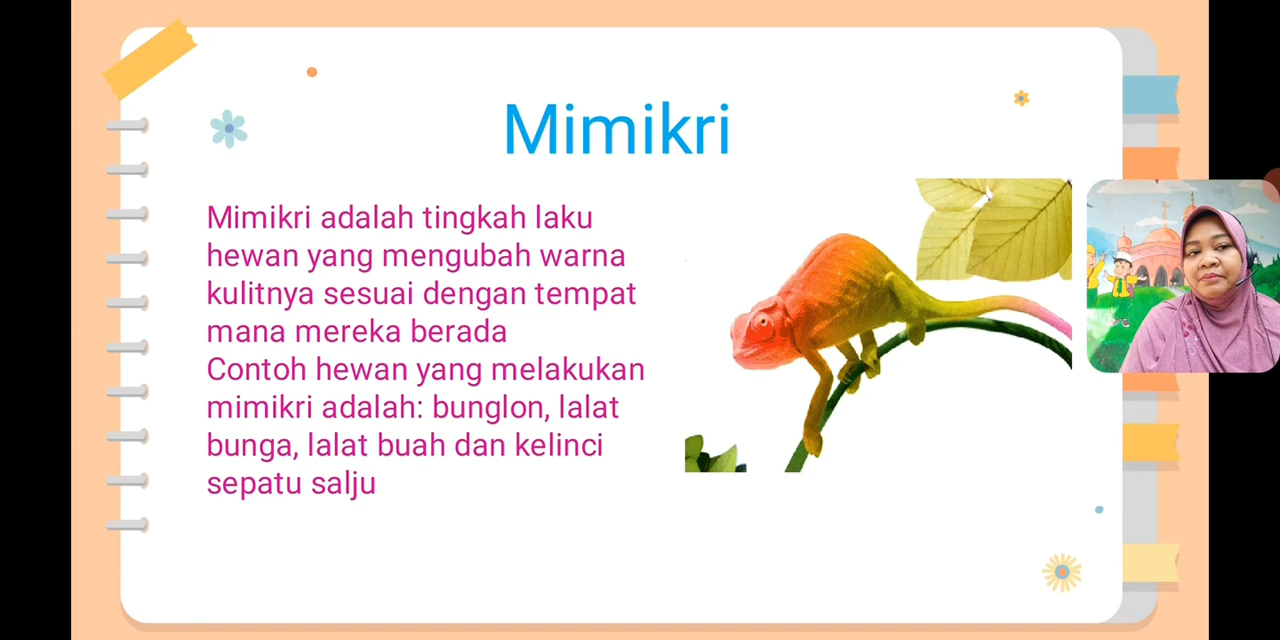 Mimikri
Mimikri adalah tingkah laku
hewan yang mengubah warna
kulitnya sesuai dengan tempat
mana mereka berada
Contoh hewan yang melakukan
mimikri adalah: bunglon, lalat
bunga, lalat buah dan kelinci
sepatu salju